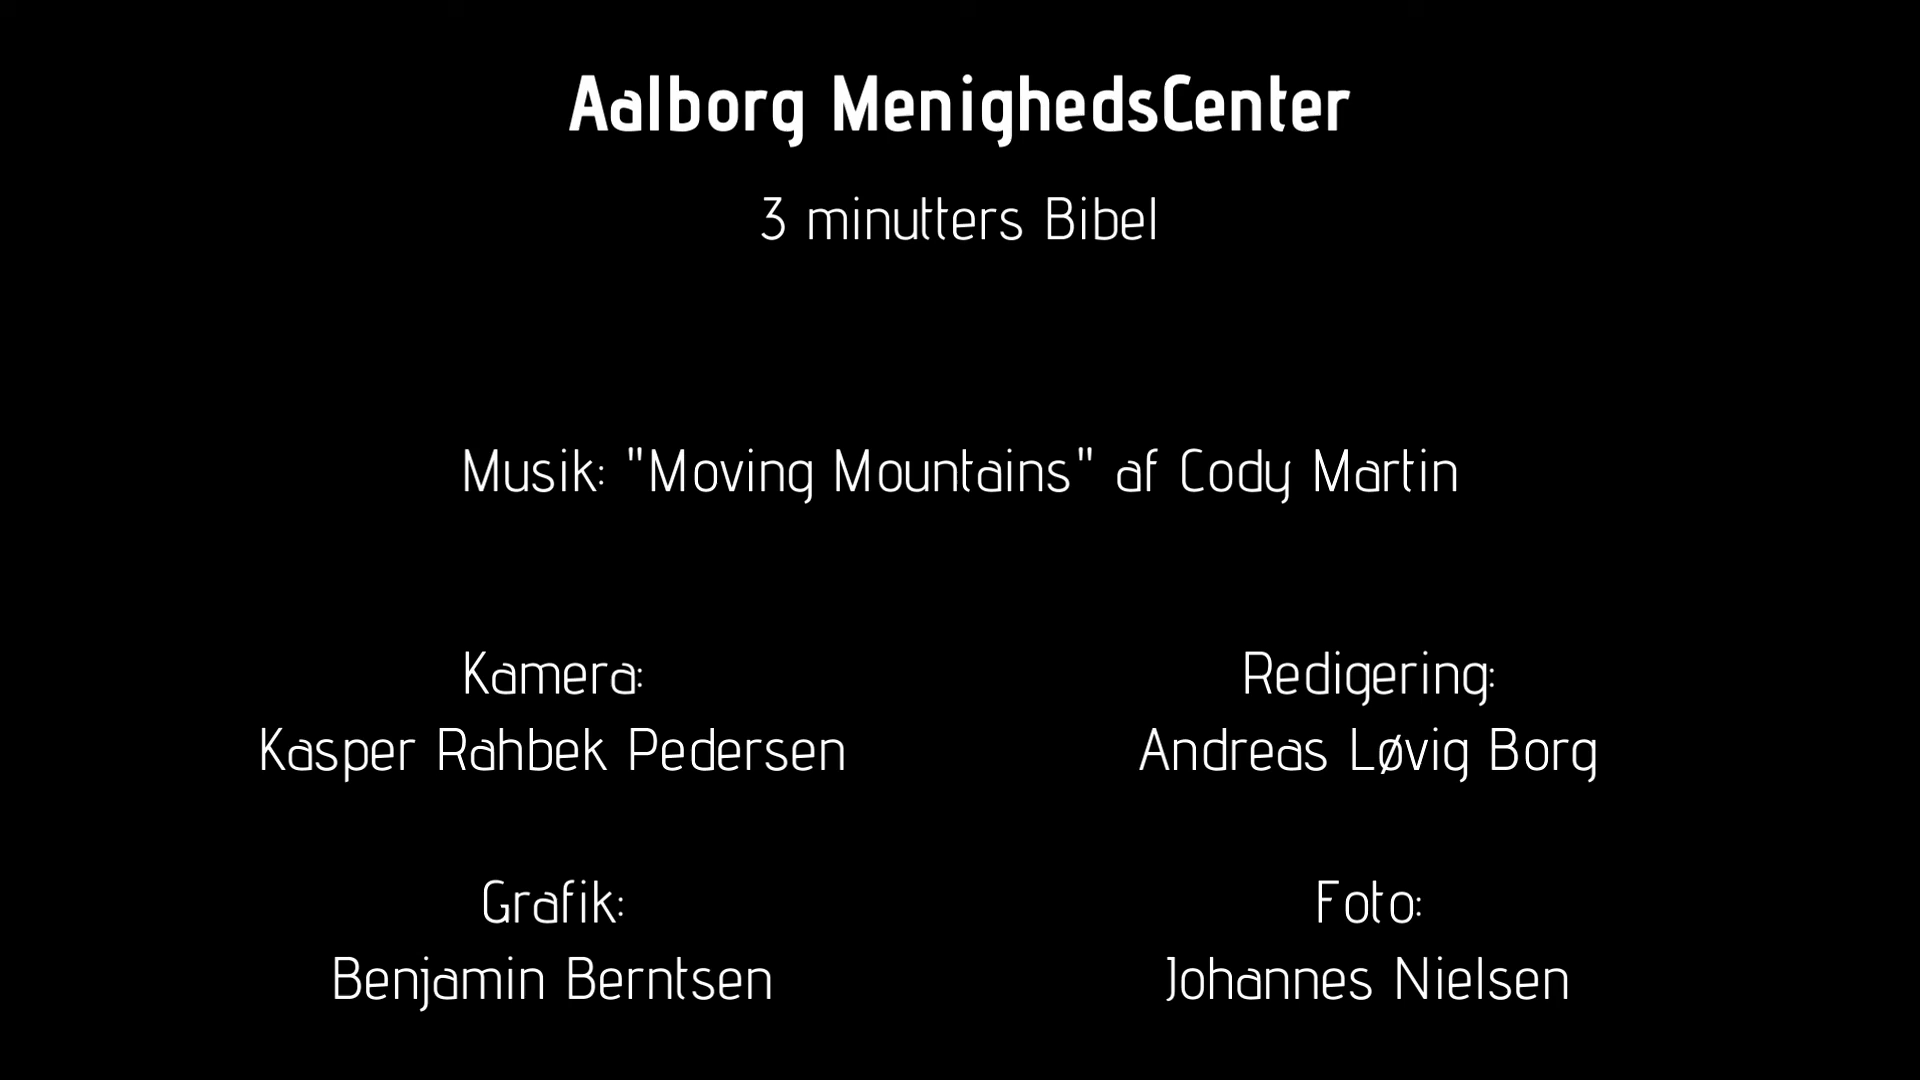 Aalborg MenighedsCenter
3 minutters Bibel
Musik: "Moving Mountains" af Cody Martin
Kamera:
Kasper Rahbek Pedersen
Redigering:
Andreas Løvig Borg
Grafik:
Benjamin Berntsen
Foto:
Johannes Nielsen